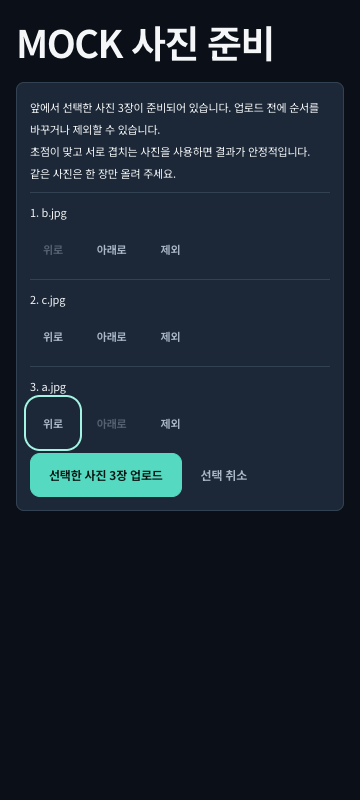 MOCK 사진 준비
앞에서 선택한 사진 3장이 준비되어 있습니다. 업로드 전에 순서를
바꾸거나 제외할 수 있습니다.
초점이 맞고 서로 겹치는 사진을 사용하면 결과가 안정적입니다.
같은 사진은 한 장만 올려 주세요.
1. b.jpg
위로 아래로 제외
2. c.jpg
위로 아래로 제외
3. a.jpg
위로 아래로 제외
선택한 사진 3장 업로드 선택 취소